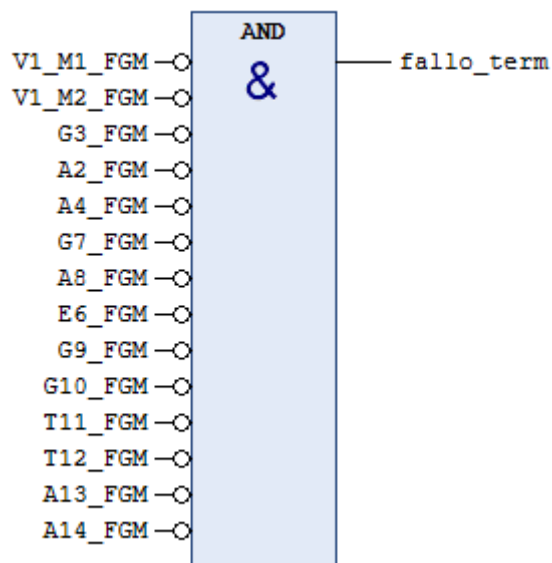 AND
V1_M1_FGM
&
fallo_term
V1_M2_FGM
G3_FGM
A2_FGM
A4_FGM
G7_FGM
A8_FGM
E6_FGM
G9_FGM
G10_FGM
T11_FGM
T12_FGM
A13_FGM
A14_FGM